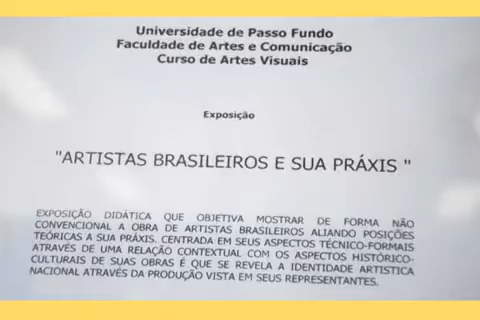 Universidade de Passo Fundo
Faculdade de Artes e Comunicação
Curso de Artes Visuais
Exposição
"ARTISTAS BRASILEIROS E SUA PRÁXIS "
EXPOSIÇÃO DIDÁTICA QUE OBJETIVA MOSTRAR DE FORMA NÃO
CONVENCIONAL A OBRA DE ARTISTAS BRASILEIROS ALIANDO POSIÇÕES
TEÓRICAS A SUA PRÁXIS. CENTRADA EM SEUS ASPECTOS TÉCNICO-FORMAIS
ATRAVÉS DE UMA RELAÇÃO CONTEXTUAL COM OS ASPECTOS HISTÓRICO-
CULTURAIS DE SUAS OBRAS É QUE SE REVELA A IDENTIDADE ARTISTICA
NACIONAL ATRAVÉS DA PRODUÇÃO VISTA EM SEUS REPRESENTANTES.